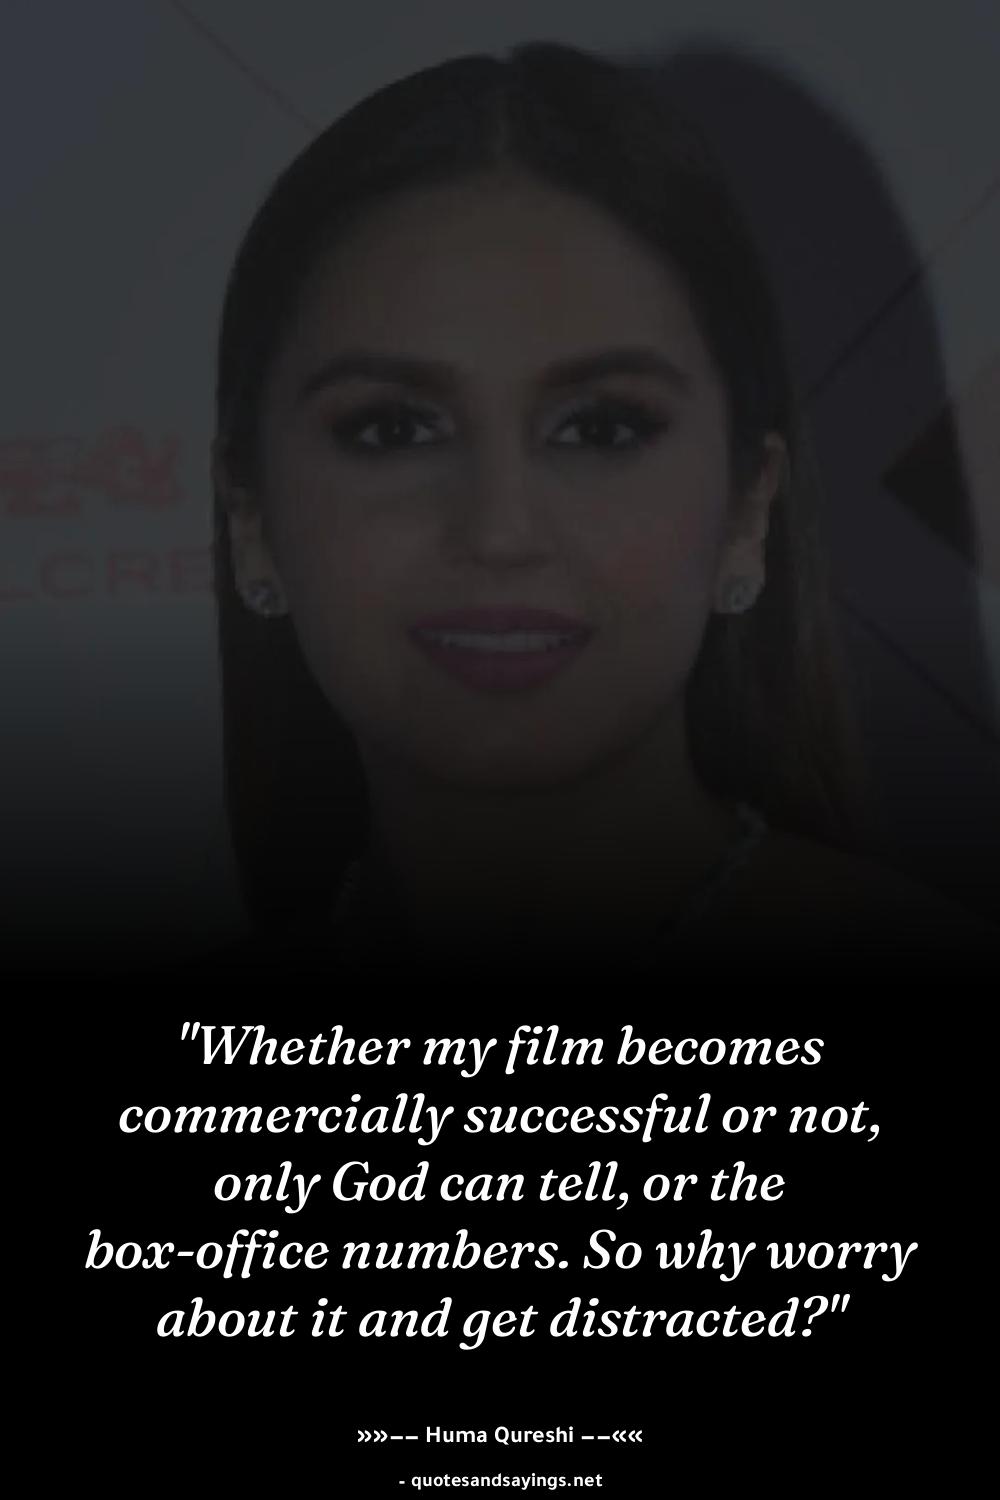 LCRE
"Whether my film becomes
commercially successful or not,
only God can tell, or the
box-office numbers. So why worry
about it and get distracted?"
»»−− Huma Qureshi −−««
- quotesandsayings.net